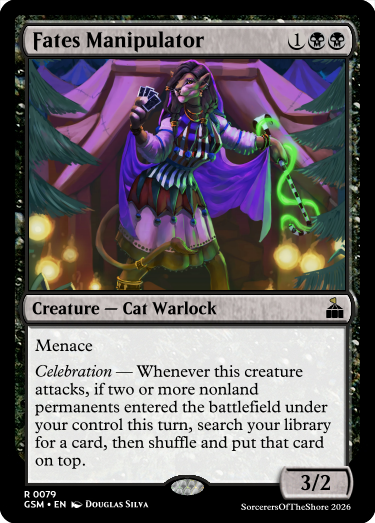 Fates Manipulator 1
Creature — Cat Warlock
Menace
Celebration — Whenever this creature
attacks, if two or more nonland
permanents entered the battlefield under
your control this turn, search your library
for a card, then shuffle and put that card
on top.
3/2
R 0079
GSM • EN Douglas Silva
SorcerersOfTheShore 2026